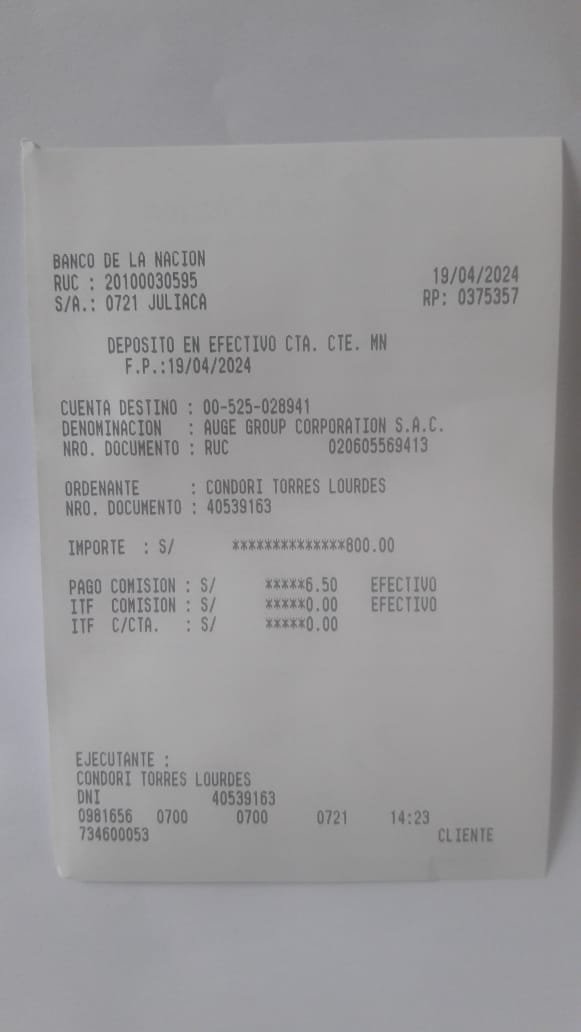 BANCO DE LA NACION
RUC : 20100030595 19/04/2024
S/A.: 0721 JULIACA RP: 0375357
DEPOSITO EN EFECTIVO CTA. CTE. MN
F.P.:19/04/2024
CUENTA DESTINO : 00-525-028941
DENOMINACION : AUGE GROUP CORPORATION S.A.C.
NRO. DOCUMENTO : RUC 020605569413
ORDENANTE : CONDORI TORRES LOURDES
NRO. DOCUMENTO : 40539163
IMPORTE : S/ **************800.00
PAGO COMISION : S/ *****6.50 EFECTIVO
ITF COMISION : S/ *****0.00 EFECTIVO
ITF C/CTA. : S/ *****0.00
EJECUTANTE :
CONDORI TORRES LOURDES
DNI 40539163
0981656 0700 0700 0721 14:23
734600053 CLIENTE